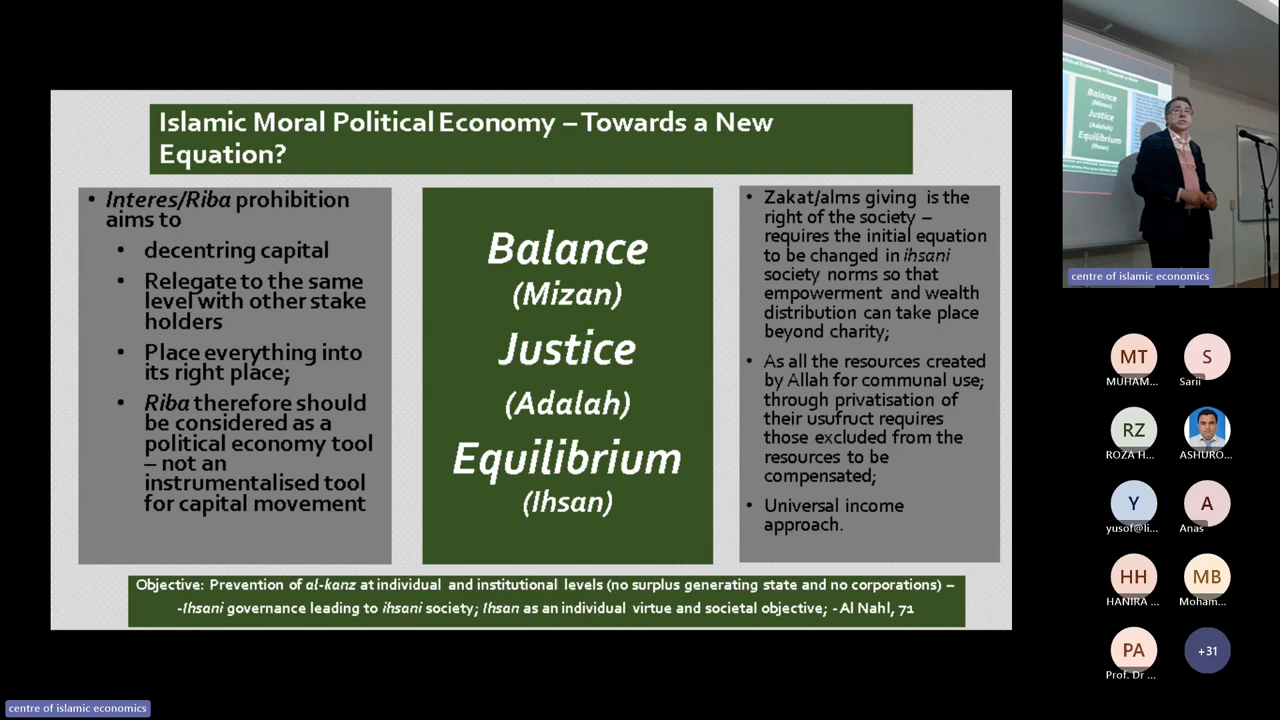 Islamic Moral Political Economy – Towards a New
Equation?
• Interes/Riba prohibition
aims to
• decentring capital
• Relegate to the same
level with other stake
holders
• Place everything into
its right place;
• Riba therefore should
be considered as a
political economy tool
– not an
instrumentalised tool
for capital movement
Balance
(Mizan)
Justice
(Adalah)
Equilibrium
(Ihsan)
• Zakat/alms giving is the
right of the society –
requires the initial equation
to be changed in ihsani
society norms so that
empowerment and wealth
distribution can take place
beyond charity;
• As all the resources created
by Allah for communal use;
through privatisation of
their usufruct requires
those excluded from the
resources to be
compensated;
• Universal income
approach.
Objective: Prevention of al-kanz at individual and institutional levels (no surplus generating state and no corporations) –
-Ihsani governance leading to ihsani society; Ihsan as an individual virtue and societal objective; - Al Nahl, 71
Balance
(Mizan)
Justice
(Adalah)
Equilibrium
(Ihsan)
centre of islamic economics
MT
MUHAM...
S
Sarii
RZ
ROZA H...
ASHURO...
Y
yusof@li...
A
Anas
HH
HANIRA ...
MB
Moham...
PA
Prof. Dr ...
+31
centre of islamic economics